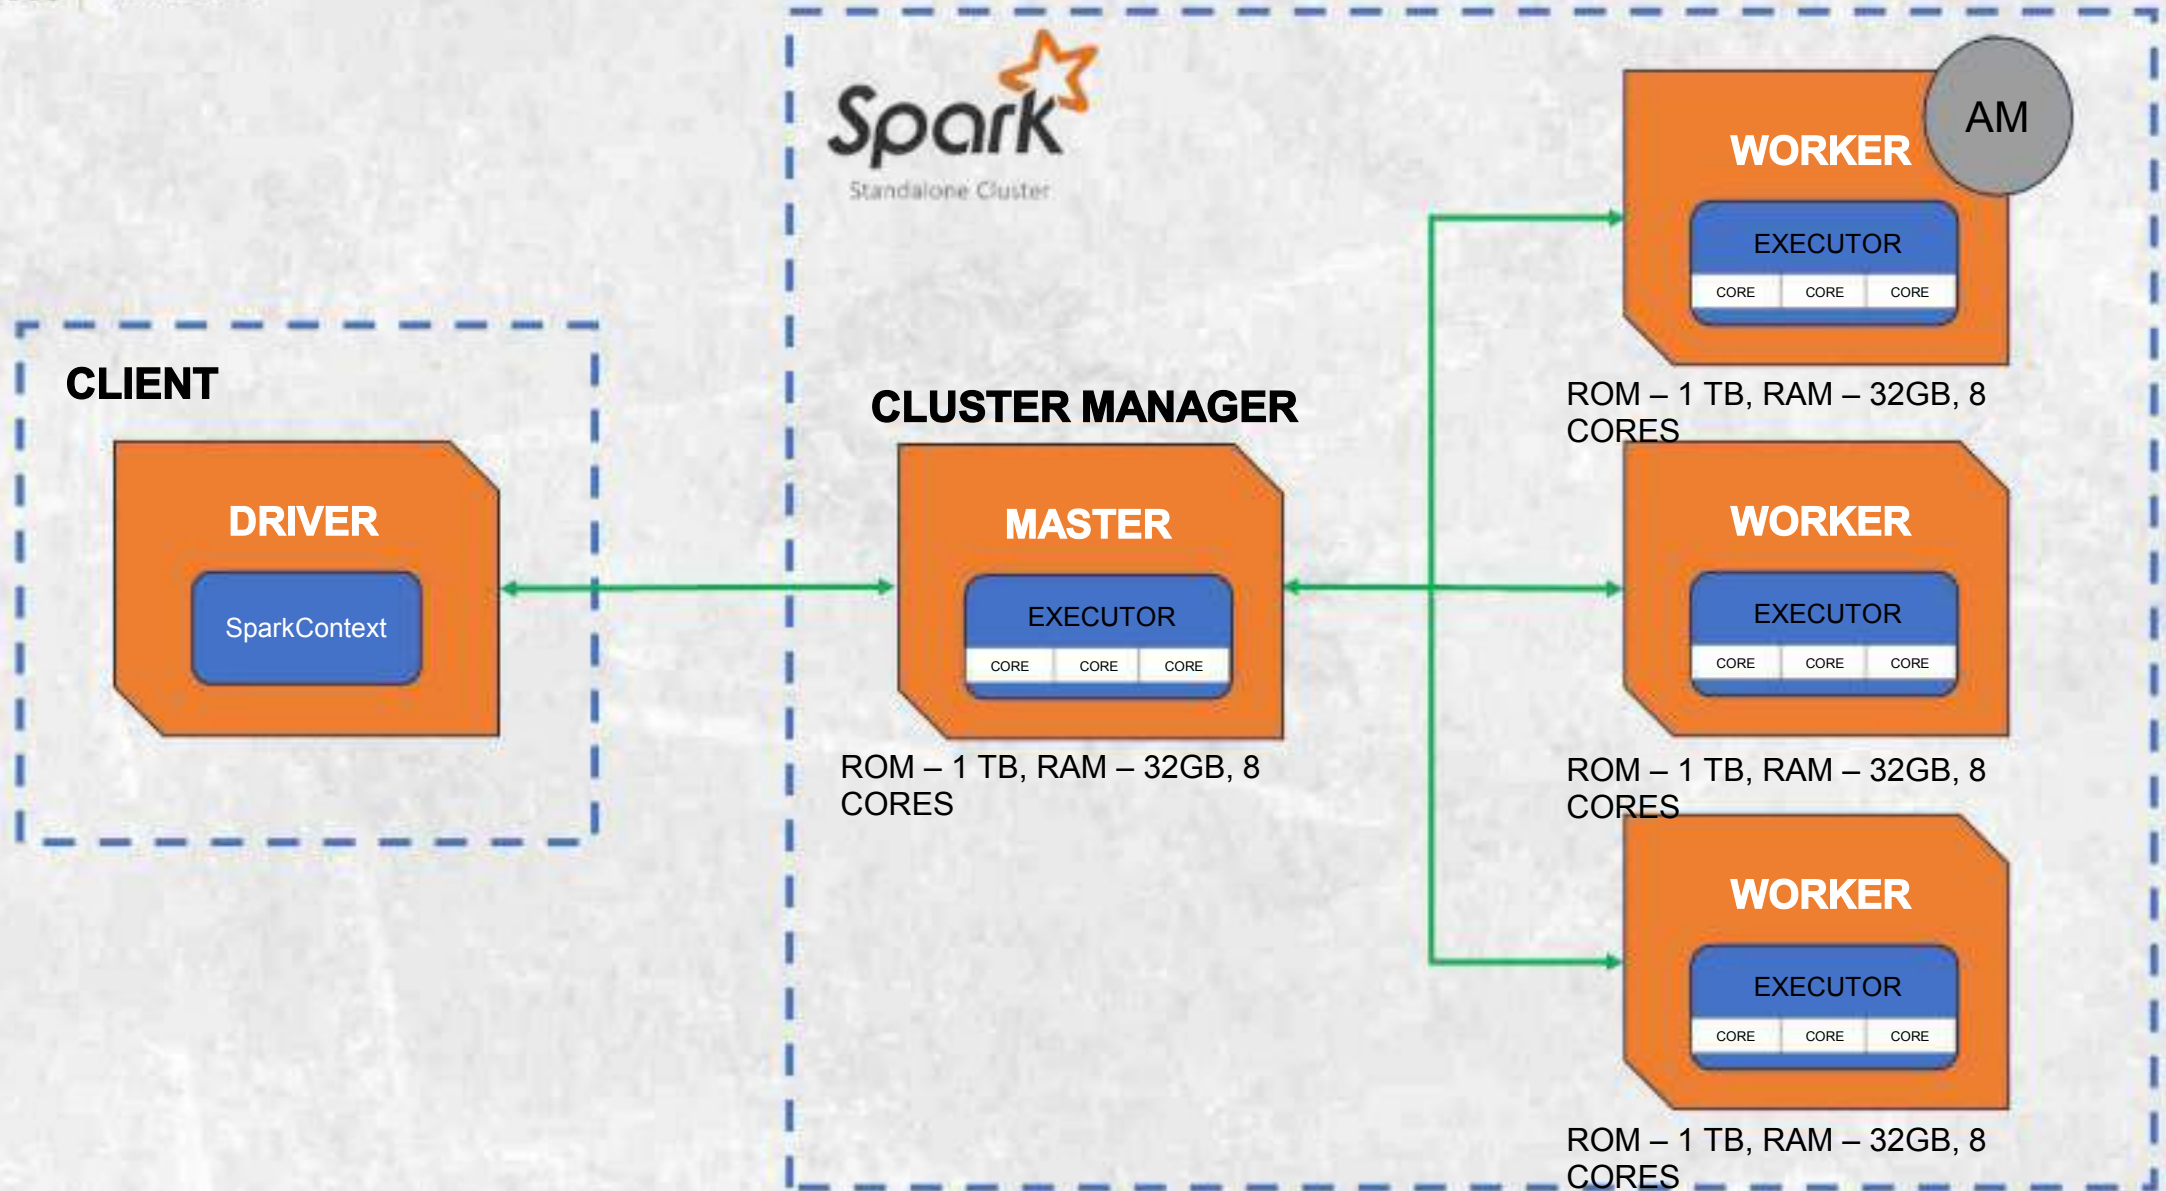 Spark
Standalone Cluster
CLIENT
DRIVER
SparkContext
CLUSTER MANAGER
MASTER
EXECUTOR
CORE CORE CORE
ROM – 1 TB, RAM – 32GB, 8
CORES
AM
WORKER
EXECUTOR
CORE CORE CORE
ROM – 1 TB, RAM – 32GB, 8
CORES
WORKER
EXECUTOR
CORE CORE CORE
ROM – 1 TB, RAM – 32GB, 8
CORES
WORKER
EXECUTOR
CORE CORE CORE
ROM – 1 TB, RAM – 32GB, 8
CORES